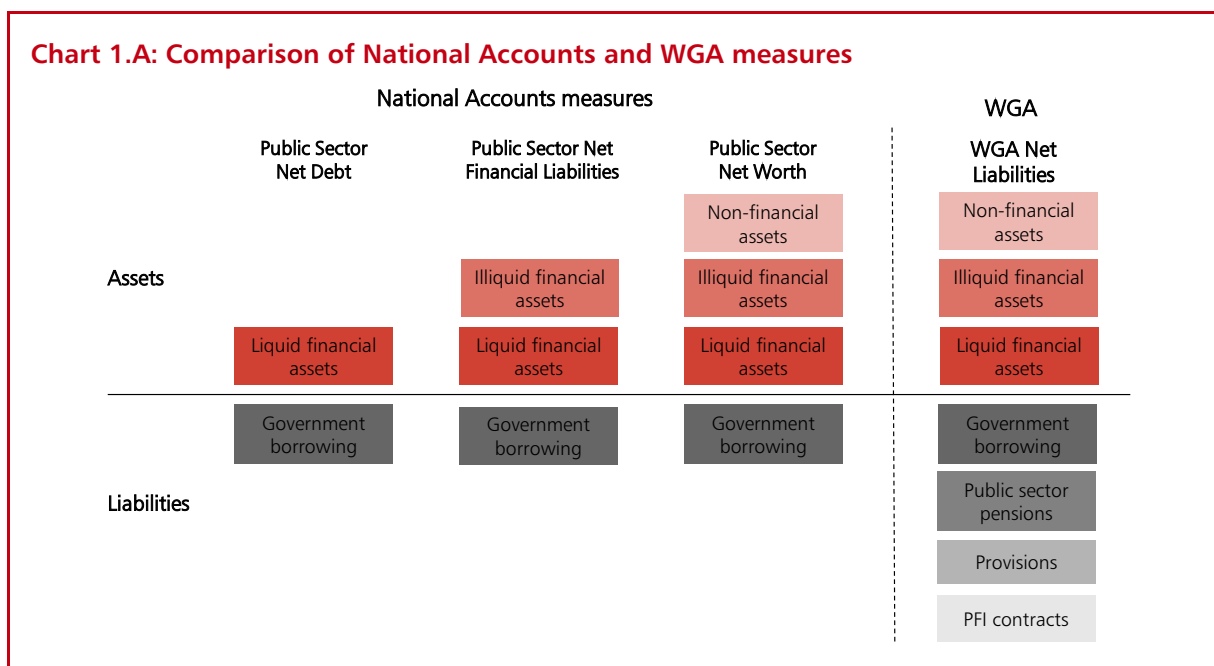 Chart 1.A: Comparison of National Accounts and WGA measures
National Accounts measures
WGA
Public Sector
Net Debt
Public Sector Net
Financial Liabilities
Public Sector
Net Worth
WGA Net
Liabilities
Non-financial
assets
Non-financial
assets
Assets
Illiquid financial
assets
Illiquid financial
assets
Illiquid financial
assets
Liquid financial
assets
Liquid financial
assets
Liquid financial
assets
Liquid financial
assets
Government
borrowing
Government
borrowing
Government
borrowing
Government
borrowing
Liabilities
Public sector
pensions
Provisions
PFI contracts